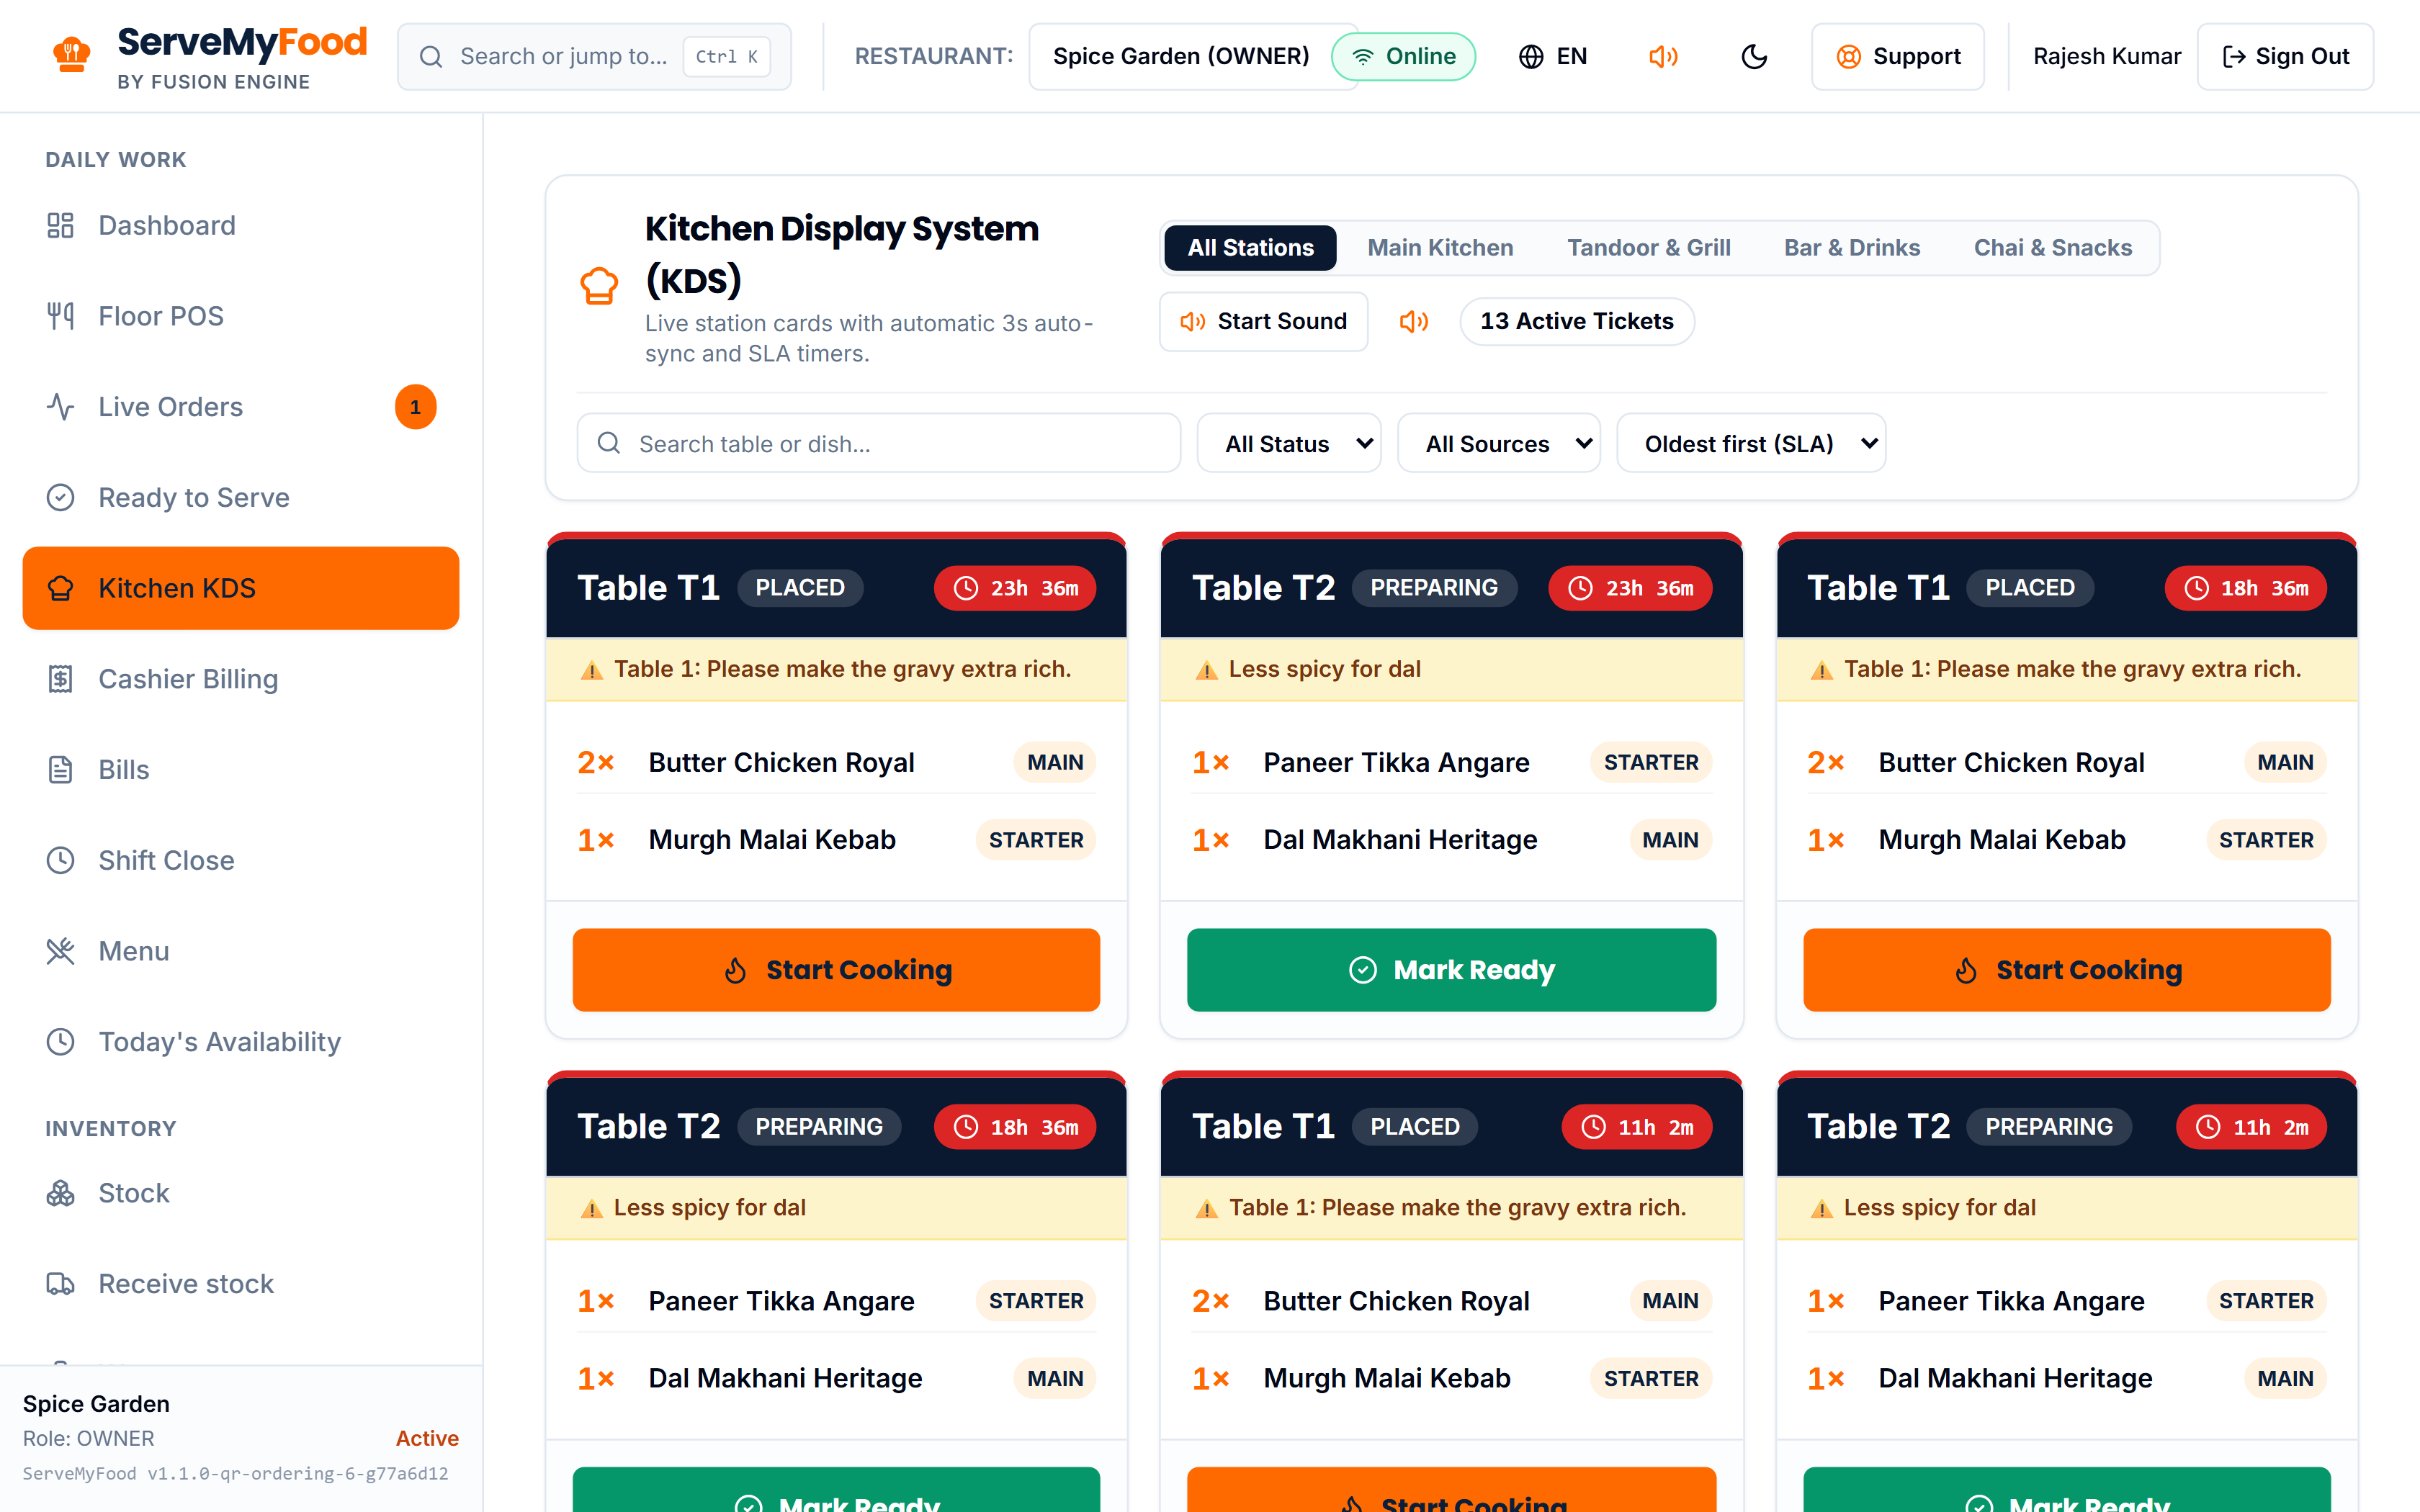 ServeMyFood
BY FUSION ENGINE
Search or jump to...
Ctrl K
RESTAURANT:
Spice Garden (OWNER)
Online
EN
Support
Rajesh Kumar
Sign Out
DAILY WORK
Dashboard
Floor POS
Live Orders
1
Ready to Serve
Kitchen KDS
Cashier Billing
Bills
Shift Close
Menu
Today's Availability
INVENTORY
Stock
Receive stock
Spice Garden
Role: OWNER
Active
ServeMyFood v1.1.0-qr-ordering-6-g77a6d12
Kitchen Display System
(KDS)
Live station cards with automatic 3s auto-
sync and SLA timers.
All Stations
Main Kitchen
Tandoor & Grill
Bar & Drinks
Chai & Snacks
Start Sound
13 Active Tickets
Search table or dish...
All Status
All Sources
Oldest first (SLA)
Table T1
PLACED
23h 36m
Table 1: Please make the gravy extra rich.
2× Butter Chicken Royal
MAIN
1× Murgh Malai Kebab
STARTER
Start Cooking
Table T2
PREPARING
23h 36m
Less spicy for dal
1× Paneer Tikka Angare
STARTER
1× Dal Makhani Heritage
MAIN
Mark Ready
Table T1
PLACED
18h 36m
Table 1: Please make the gravy extra rich.
2× Butter Chicken Royal
MAIN
1× Murgh Malai Kebab
STARTER
Start Cooking
Table T2
PREPARING
18h 36m
Less spicy for dal
1× Paneer Tikka Angare
STARTER
1× Dal Makhani Heritage
MAIN
Mark Ready
Table T1
PLACED
11h 2m
Table 1: Please make the gravy extra rich.
2× Butter Chicken Royal
MAIN
1× Murgh Malai Kebab
STARTER
Start Cooking
Table T2
PREPARING
11h 2m
Less spicy for dal
1× Paneer Tikka Angare
STARTER
1× Dal Makhani Heritage
MAIN
Mark Ready